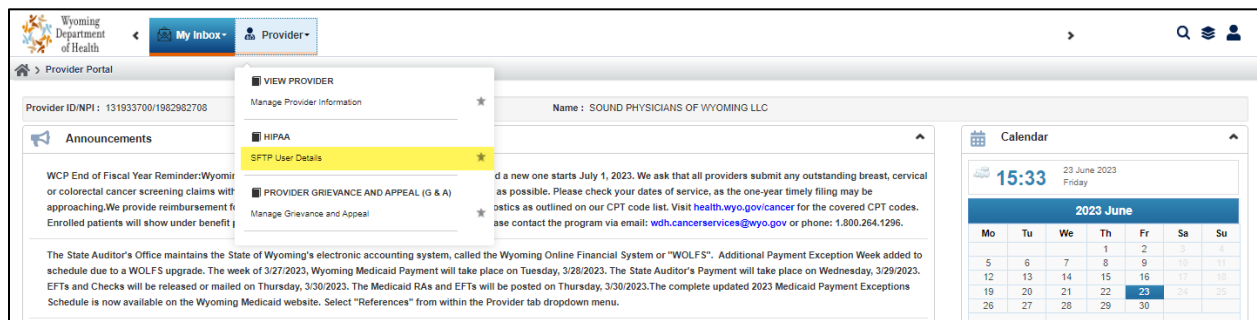 Wyoming
Department
of Health
My Inbox
Provider
Provider Portal
VIEW PROVIDER
Manage Provider Information
HIPAA
SFTP User Details
PROVIDER GRIEVANCE AND APPEAL (G & A)
Manage Grievance and Appeal
Provider ID/NPI : 131933700/1982982708
Name : SOUND PHYSICIANS OF WYOMING LLC
Announcements
WCP End of Fiscal Year Reminder:Wyomin d a new one starts July 1, 2023. We ask that all providers submit any outstanding breast, cervical
or colorectal cancer screening claims with as possible. Please check your dates of service, as the one-year timely filing may be
approaching.We provide reimbursement f ostics as outlined on our CPT code list. Visit health.wyo.gov/cancer for the covered CPT codes.
Enrolled patients will show under benefit ase contact the program via email: wdh.cancerservices@wyo.gov or phone: 1.800.264.1296.
The State Auditor's Office maintains the State of Wyoming's electronic accounting system, called the Wyoming Online Financial System or "WOLFS". Additional Payment Exception Week added to
schedule due to a WOLFS upgrade. The week of 3/27/2023, Wyoming Medicaid Payment will take place on Tuesday, 3/28/2023. The State Auditor's Payment will take place on Wednesday, 3/29/2023.
EFTs and Checks will be released or mailed on Thursday, 3/30/2023. The Medicaid RAs and EFTs will be posted on Thursday, 3/30/2023.The complete updated 2023 Medicaid Payment Exceptions
Schedule is now available on the Wyoming Medicaid website. Select "References" from within the Provider tab dropdown menu.
Calendar
15:33
23 June 2023
Friday
2023 June
Mo Tu We Th Fr Sa Su
1 2 3 4
5 6 7 8 9 10 11
12 13 14 15 16 17 18
19 20 21 22 23 24 25
26 27 28 29 30